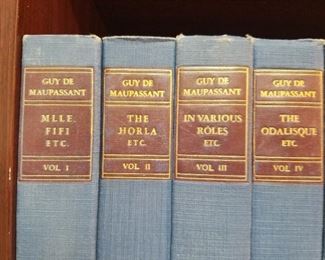 GUY DE
MAUPASSANT
MLLE.
FIFI
ETC.
VOL I
GUY DE
MAUPASSANT
THE
HORLA
ETC.
VOL II
GUY DE
MAUPASSANT
IN VARIOUS
RÔLES
ETC.
VOL III
GUY DE
MAUPASSANT
THE
ODALISQUE
ETC.
VOL IV